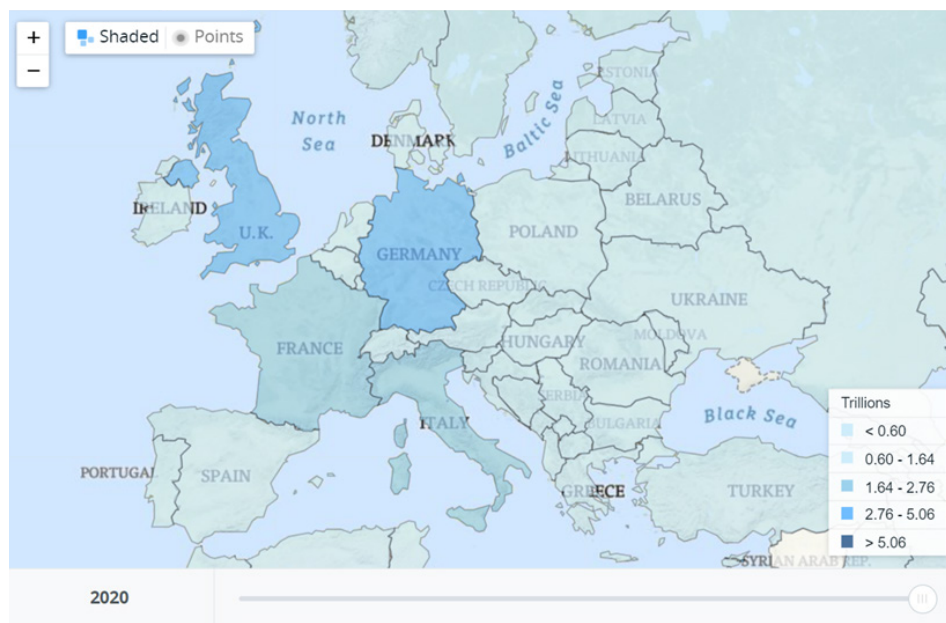 +
−
Shaded
Points
North
Sea
Baltic Sea
ESTONIA
LATVIA
LITHUANIA
DENMARK
IRELAND
U.K.
BELARUS
POLAND
GERMANY
CZECH REPUBLIC
UKRAINE
FRANCE
HUNGARY
MOLDOVA
ROMANIA
SERBIA
ITALY
BULGARIA
Black Sea
PORTUGAL
SPAIN
GREECE
TURKEY
SYRIAN ARAB REP.
Trillions
< 0.60
0.60 - 1.64
1.64 - 2.76
2.76 - 5.06
> 5.06
2020